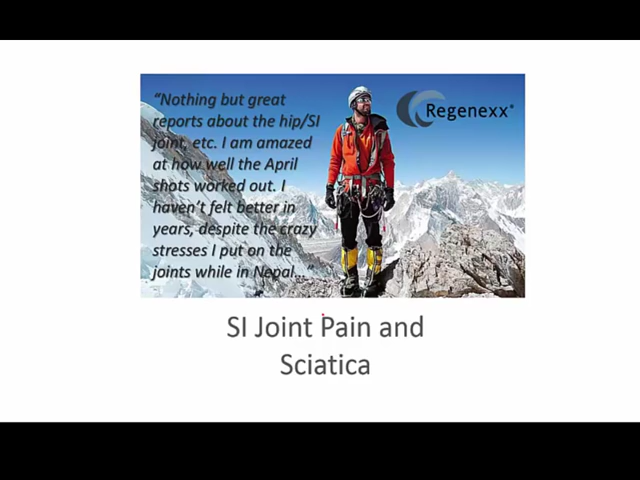 “Nothing but great
reports about the hip/SI
joint, etc. I am amazed
at how well the April
shots worked out. I
haven’t felt better in
years, despite the crazy
stresses I put on the
joints while in Nepal...”
Regenexx®
SI Joint Pain and
Sciatica